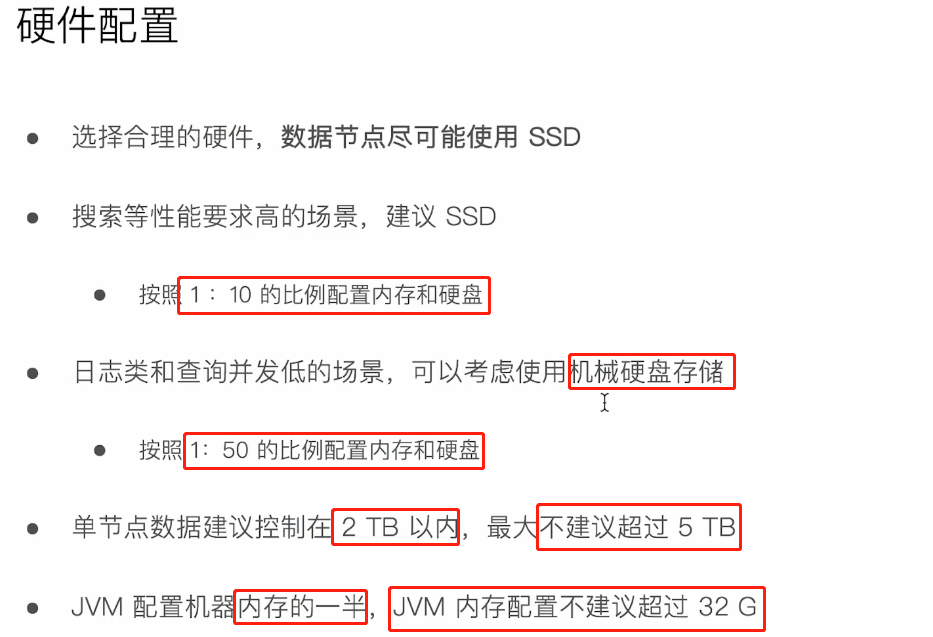 硬件配置
选择合理的硬件，数据节点尽可能使用 SSD
搜索等性能要求高的场景，建议 SSD
按照 1： 10 的比例配置内存和硬盘
日志类和查询并发低的场景，可以考虑使用机械硬盘存储
按照 1：50 的比例配置内存和硬盘
单节点数据建议控制在 2 TB 以内，最大不建议超过 5 TB
JVM 配置机器内存的一半，JVM 内存配置不建议超过 32 G